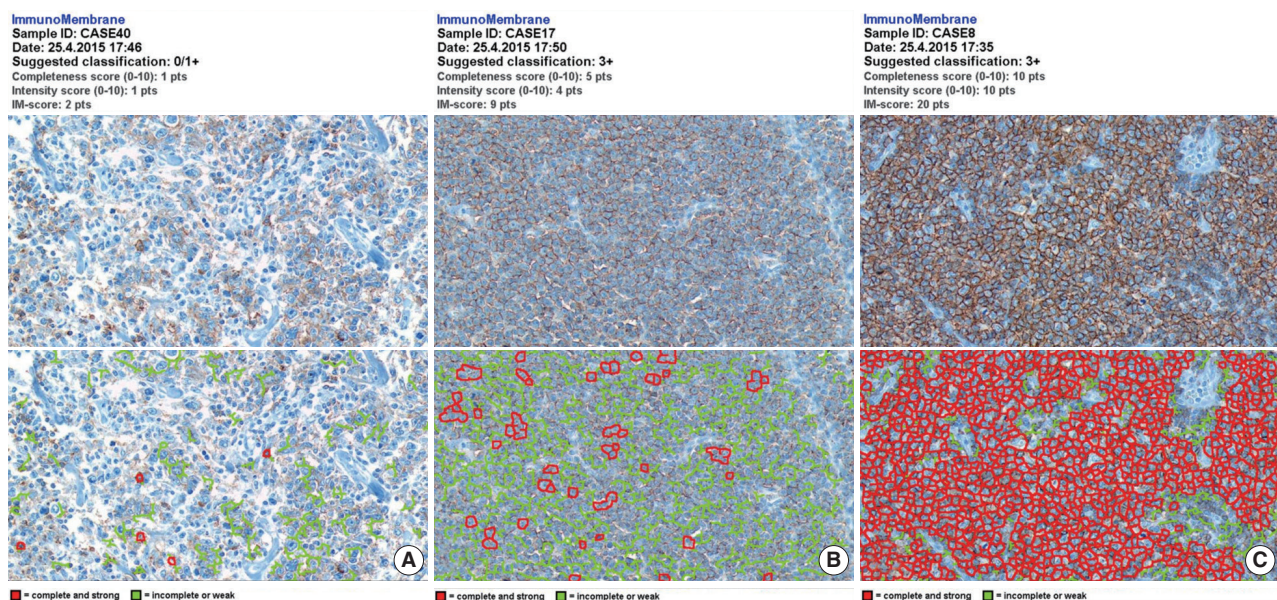 ImmunoMembrane
Sample ID: CASE40
Date: 25.4.2015 17:46
Suggested classification: 0/1+
Completeness score (0-10): 1 pts
Intensity score (0-10): 1 pts
IM-score: 2 pts
A
= complete and strong = incomplete or weak
ImmunoMembrane
Sample ID: CASE17
Date: 25.4.2015 17:50
Suggested classification: 3+
Completeness score (0-10): 5 pts
Intensity score (0-10): 4 pts
IM-score: 9 pts
B
= complete and strong = incomplete or weak
ImmunoMembrane
Sample ID: CASE8
Date: 25.4.2015 17:35
Suggested classification: 3+
Completeness score (0-10): 10 pts
Intensity score (0-10): 10 pts
IM-score: 20 pts
C
= complete and strong = incomplete or weak